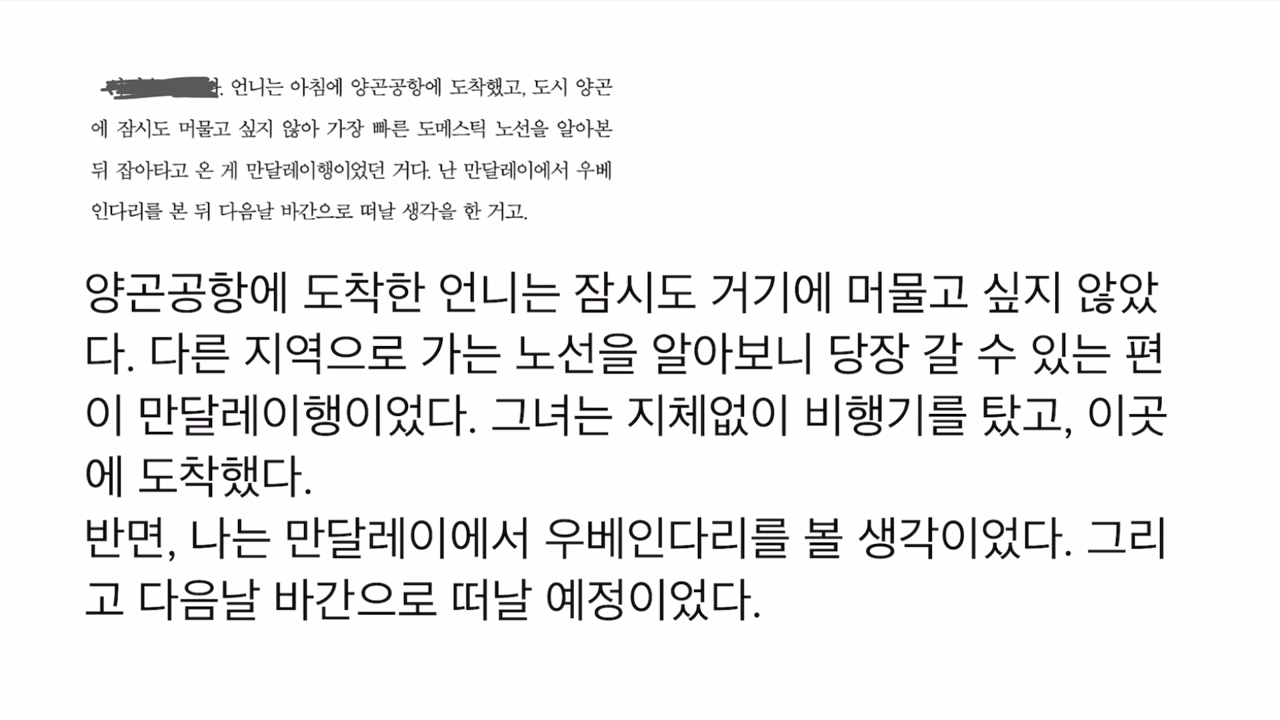 언니는 아침에 양곤공항에 도착했고, 도시 양곤
에 잠시도 머물고 싶지 않아 가장 빠른 도메스틱 노선을 알아본
뒤 잡아타고 온 게 만달레이행이었던 거다. 난 만달레이에서 우베
인다리를 본 뒤 다음날 바간으로 떠날 생각을 한 거고.
양곤공항에 도착한 언니는 잠시도 거기에 머물고 싶지 않았
다. 다른 지역으로 가는 노선을 알아보니 당장 갈 수 있는 편
이 만달레이행이었다. 그녀는 지체없이 비행기를 탔고, 이곳
에 도착했다.
반면, 나는 만달레이에서 우베인다리를 볼 생각이었다. 그리
고 다음날 바간으로 떠날 예정이었다.